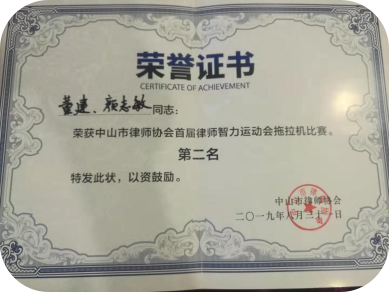 荣誉证书
CERTIFICATE OF ACHIEVEMENT
董建、顾志敏同志:
荣获中山市律师协会首届律师智力运动会拖拉机比赛。
第二名
特发此状，以资鼓励。
中山市律师协会
二〇一九年八月三十一日